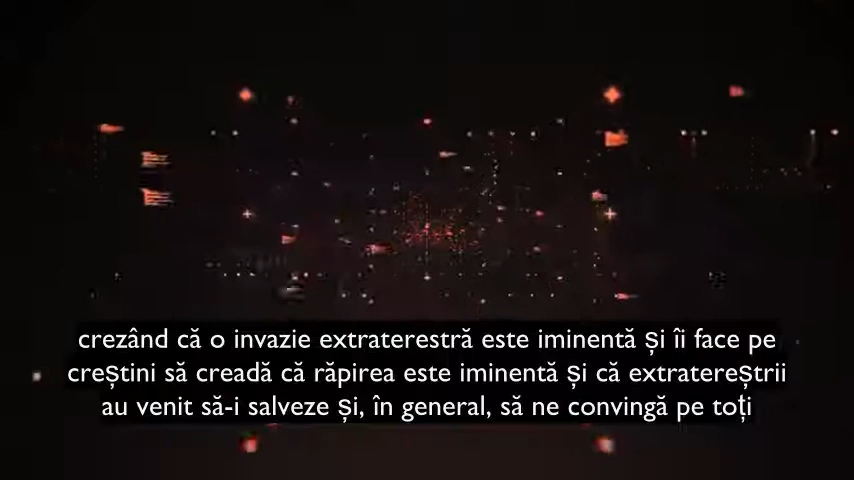 crezând că o invazie extraterestră este iminentă și îi face pe
creștini să creadă că răpirea este iminentă și că extratereștrii
au venit să-i salveze și, în general, să ne convingă pe toți